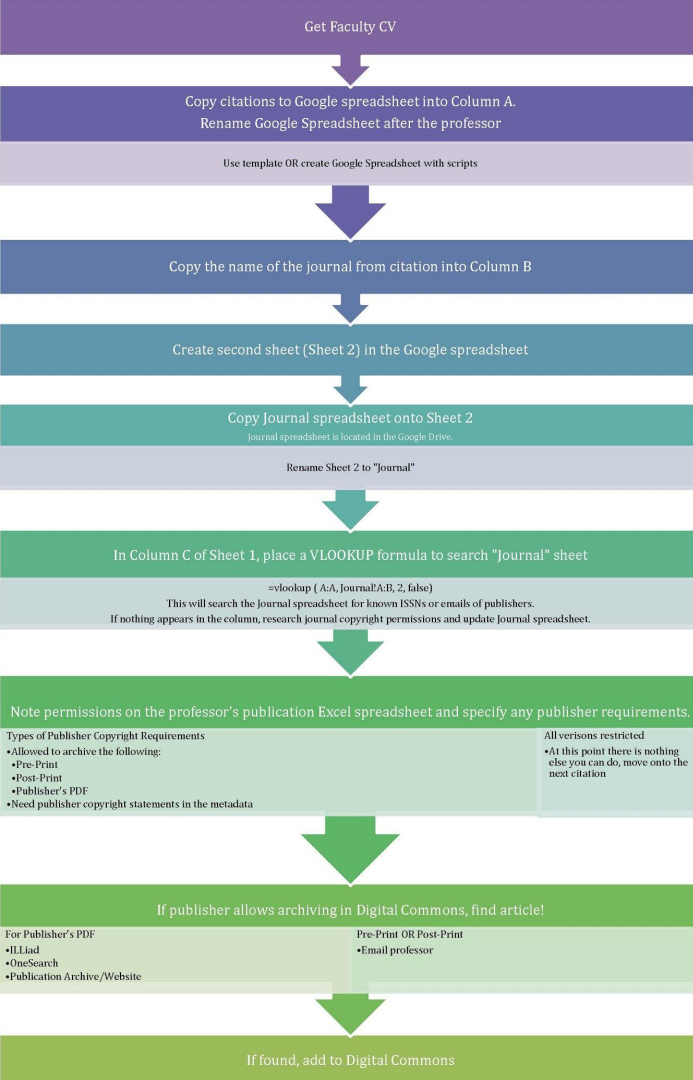 Get Faculty CV
Copy citations to Google spreadsheet into Column A.
Rename Google Spreadsheet after the professor
Use template OR create Google Spreadsheet with scripts
Copy the name of the journal from citation into Column B
Create second sheet (Sheet 2) in the Google spreadsheet
Copy Journal spreadsheet onto Sheet 2
Journal spreadsheet is located in the Google Drive.
Rename Sheet 2 to "Journal"
In Column C of Sheet 1, place a VLOOKUP formula to search "Journal" sheet
=vlookup ( A:A, Journal!A:B, 2, false)
This will search the Journal spreadsheet for known ISSNs or emails of publishers.
If nothing appears in the column, research journal copyright permissions and update Journal spreadsheet.
Note permissions on the professor's publication Excel spreadsheet and specify any publisher requirements.
Types of Publisher Copyright Requirements
•Allowed to archive the following:
•Pre-Print
•Post-Print
•Publisher's PDF
•Need publisher copyright statements in the metadata
All verisons restricted
•At this point there is nothing
else you can do, move onto the
next citation
If publisher allows archiving in Digital Commons, find article!
For Publisher's PDF
•ILLiad
•OneSearch
•Publication Archive/Website
Pre-Print OR Post-Print
•Email professor
If found, add to Digital Commons